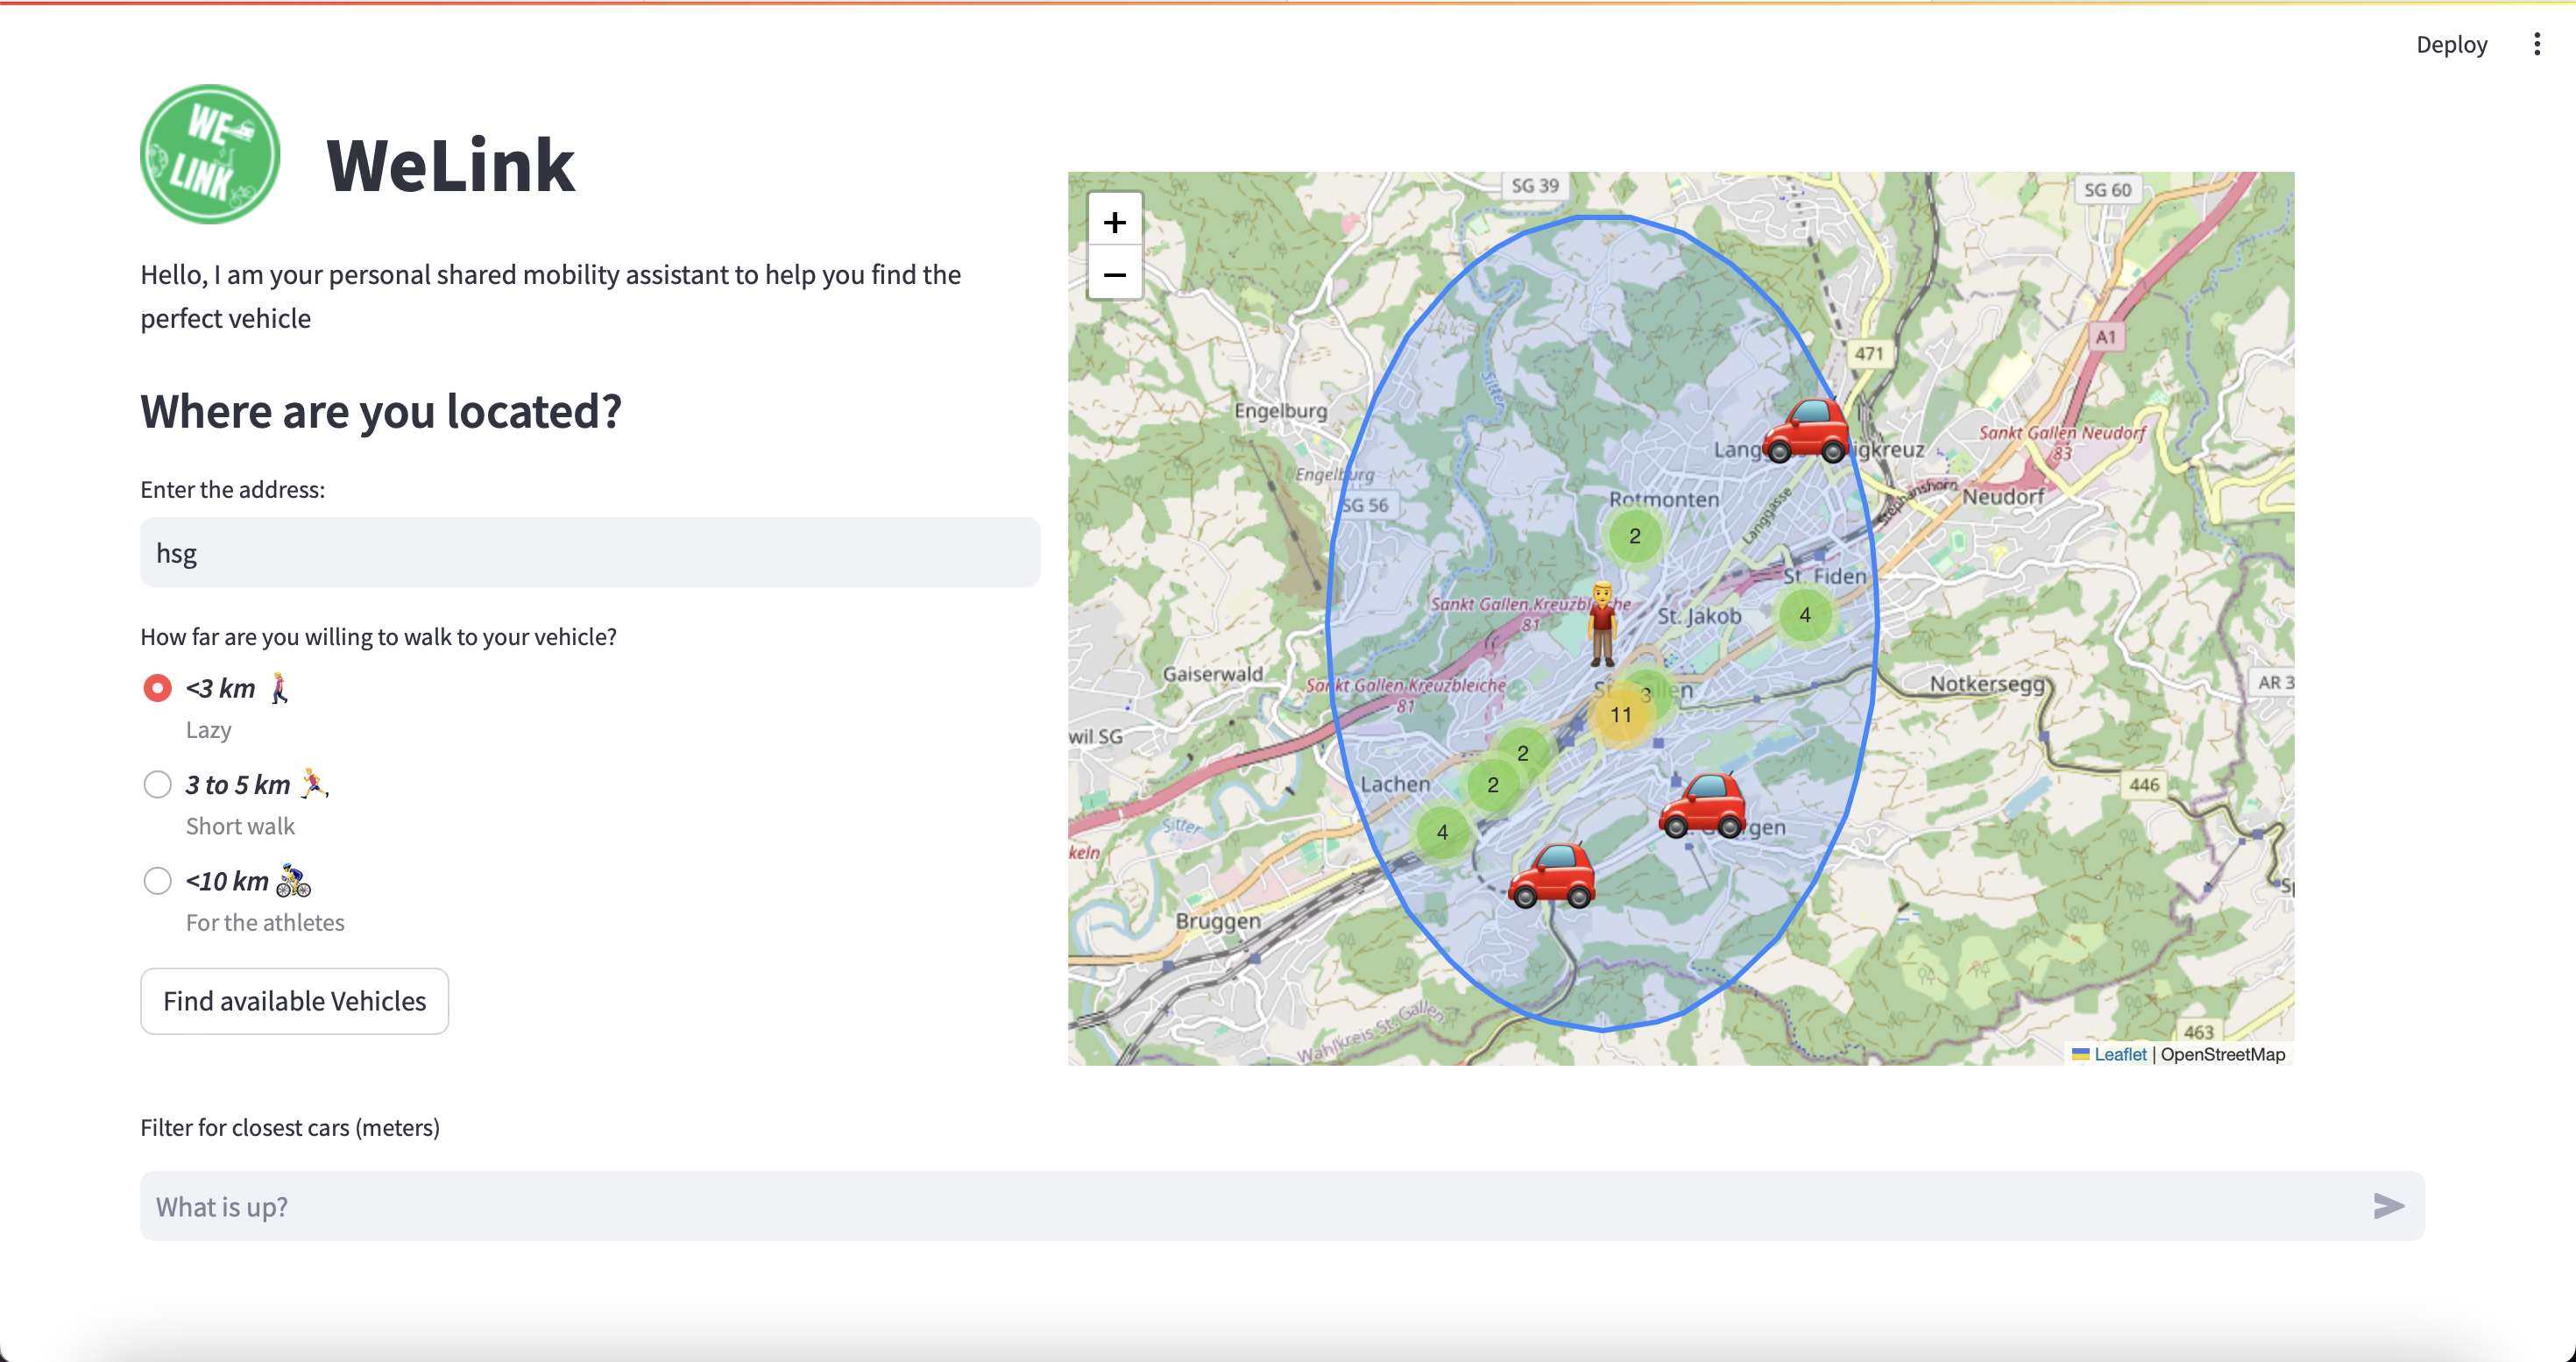 Deploy
WE
LINK
WeLink
Hello, I am your personal shared mobility assistant to help you find the
perfect vehicle
Where are you located?
Enter the address:
hsg
How far are you willing to walk to your vehicle?
<3 km
Lazy
3 to 5 km
Short walk
<10 km
For the athletes
Find available Vehicles
+
−
SG 39
SG 60
A1
471
Engelburg
Engelburg
SG 56
Sitter
Sankt Gallen Neudorf
83
Neudorf
Rotmonten
Langgasse
2
St. Fiden
Sankt Gallen Kreuzbleiche
81
St. Jakob
4
Gaiserwald
Sankt Gallen Kreuzbleiche
81
3
11
Notkersegg
AR 3
wil SG
2
Lachen
2
446
Sitter
4
keln
Bruggen
Wahlkreis St. Gallen
463
Leaflet | OpenStreetMap
Filter for closest cars (meters)
What is up?